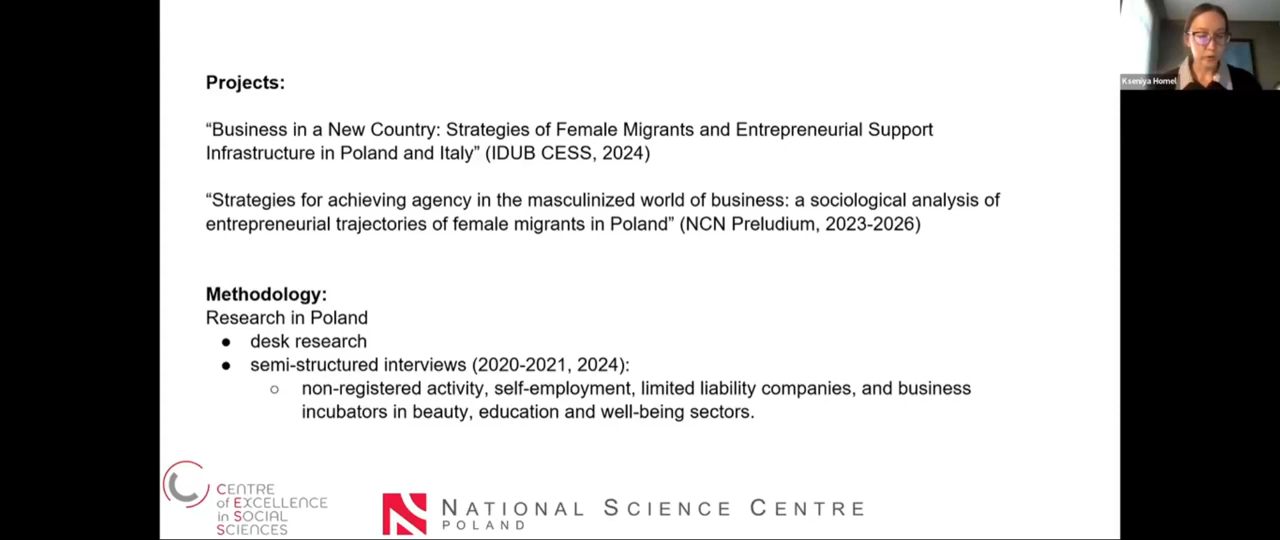 Projects:
“Business in a New Country: Strategies of Female Migrants and Entrepreneurial Support
Infrastructure in Poland and Italy” (IDUB CESS, 2024)
“Strategies for achieving agency in the masculinized world of business: a sociological analysis of
entrepreneurial trajectories of female migrants in Poland” (NCN Preludium, 2023-2026)
Methodology:
Research in Poland
● desk research
● semi-structured interviews (2020-2021, 2024):
○ non-registered activity, self-employment, limited liability companies, and business
incubators in beauty, education and well-being sectors.
CENTRE
of EXCELLENCE
in SOCIAL
SCIENCES
NATIONAL SCIENCE CENTRE
POLAND
Kseniya Homel